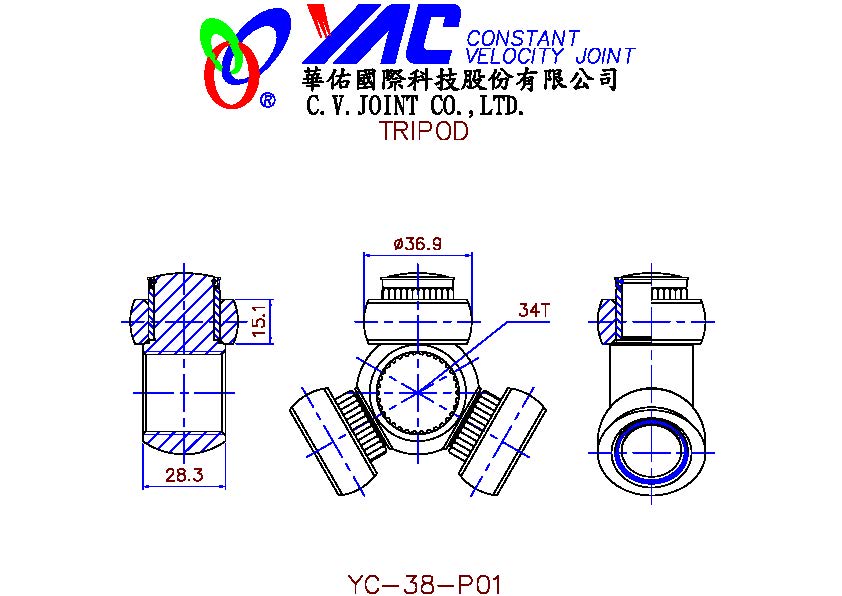 YAC CONSTANT
VELOCITY JOINT
華佑國際科技股份有限公司
®
C.V.JOINT CO.,LTD.
TRIPOD
ø36.9
34T
15.1
28.3
YC-38-P01